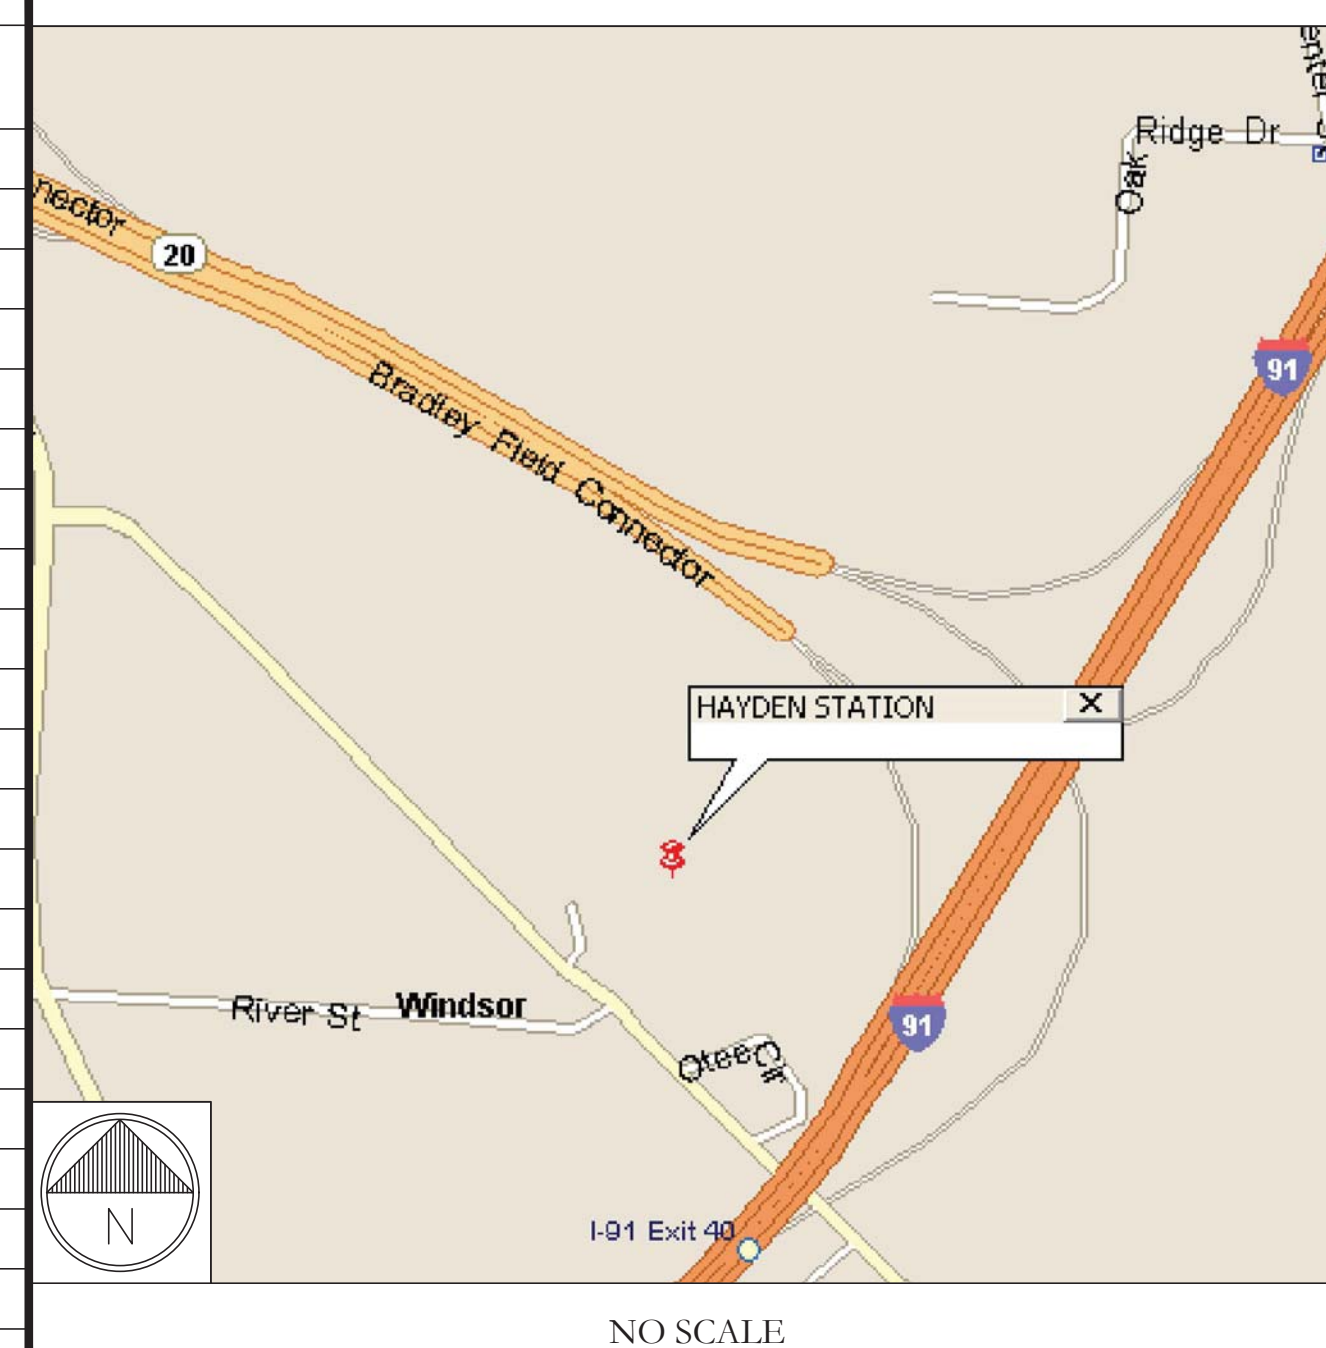 Ridge Dr
Oak
nector
20
91
Bradley Field Connector
HAYDEN STATION
X
River St
Windsor
Otee Cir
91
I-91 Exit 40
N
NO SCALE